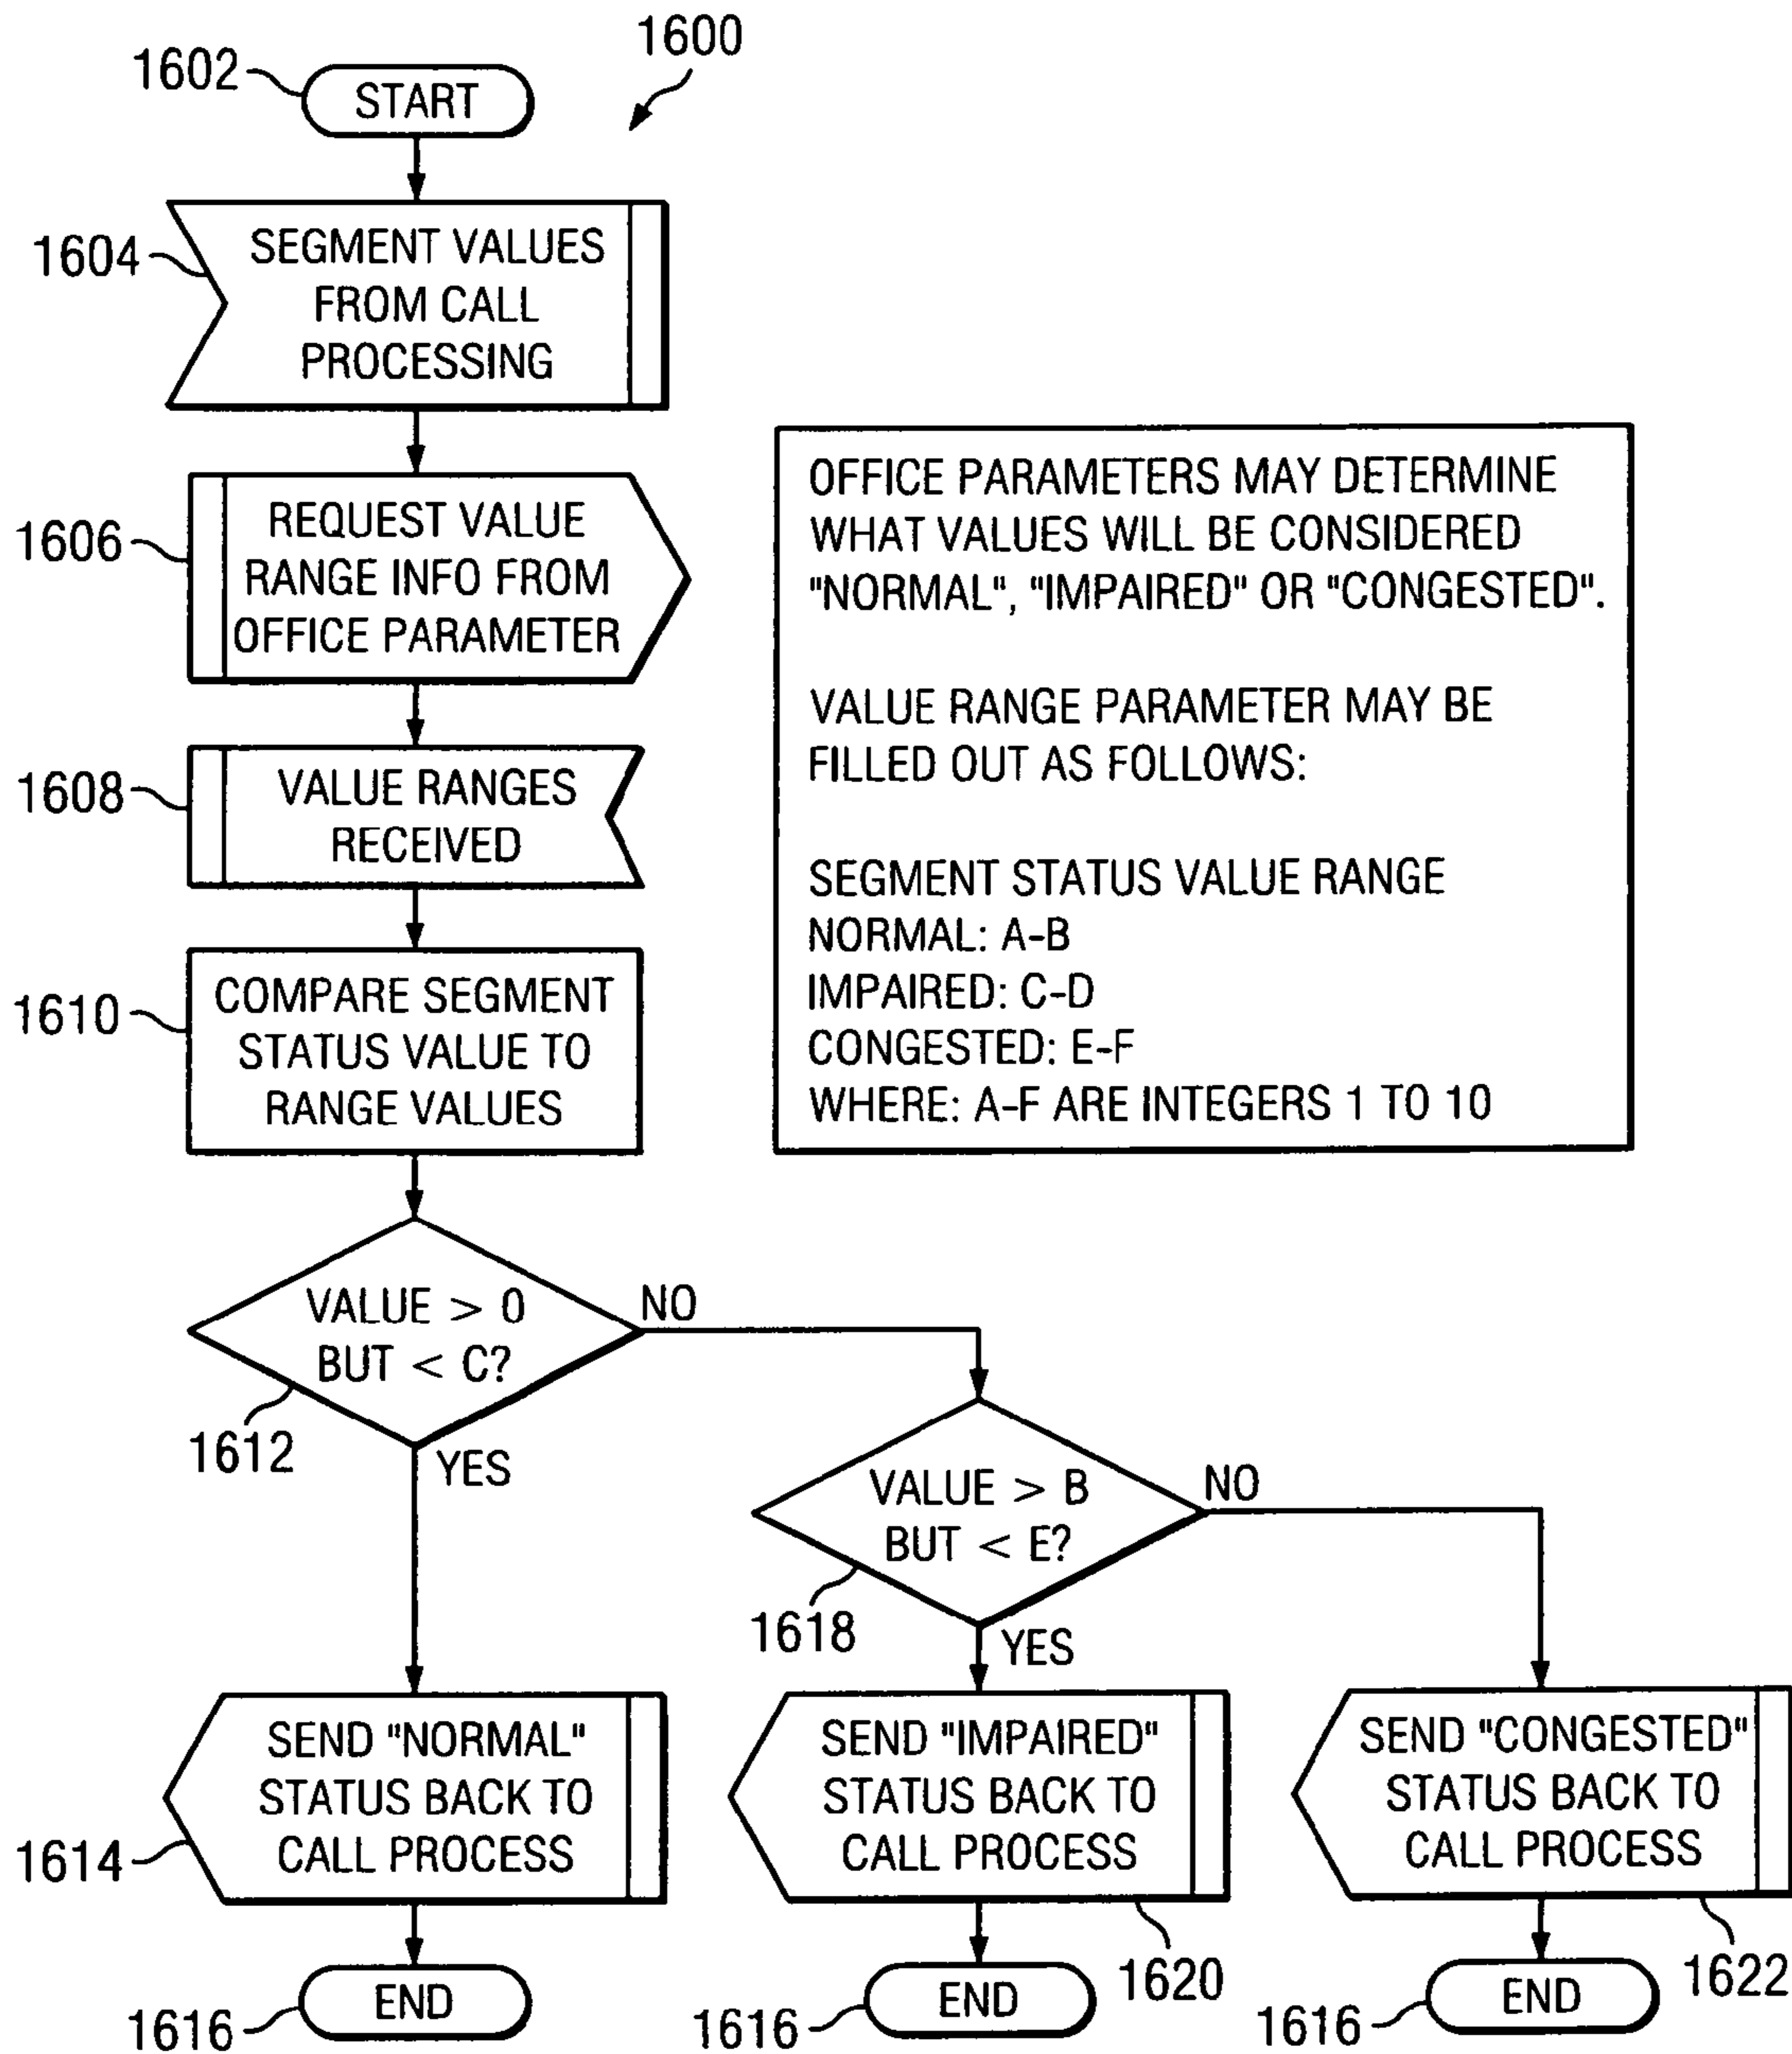 1600
1602
START
1604
SEGMENT VALUES
FROM CALL
PROCESSING
1606
REQUEST VALUE
RANGE INFO FROM
OFFICE PARAMETER
1608
VALUE RANGES
RECEIVED
1610
COMPARE SEGMENT
STATUS VALUE TO
RANGE VALUES
OFFICE PARAMETERS MAY DETERMINE
WHAT VALUES WILL BE CONSIDERED
"NORMAL", "IMPAIRED" OR "CONGESTED".
VALUE RANGE PARAMETER MAY BE
FILLED OUT AS FOLLOWS:
SEGMENT STATUS VALUE RANGE
NORMAL: A-B
IMPAIRED: C-D
CONGESTED: E-F
WHERE: A-F ARE INTEGERS 1 TO 10
VALUE > 0
BUT < C?
NO
1612
YES
VALUE > B
BUT < E?
NO
1618
YES
SEND "NORMAL"
STATUS BACK TO
CALL PROCESS
1614
SEND "IMPAIRED"
STATUS BACK TO
CALL PROCESS
1620
SEND "CONGESTED"
STATUS BACK TO
CALL PROCESS
1622
END
1616
END
1616
END
1616